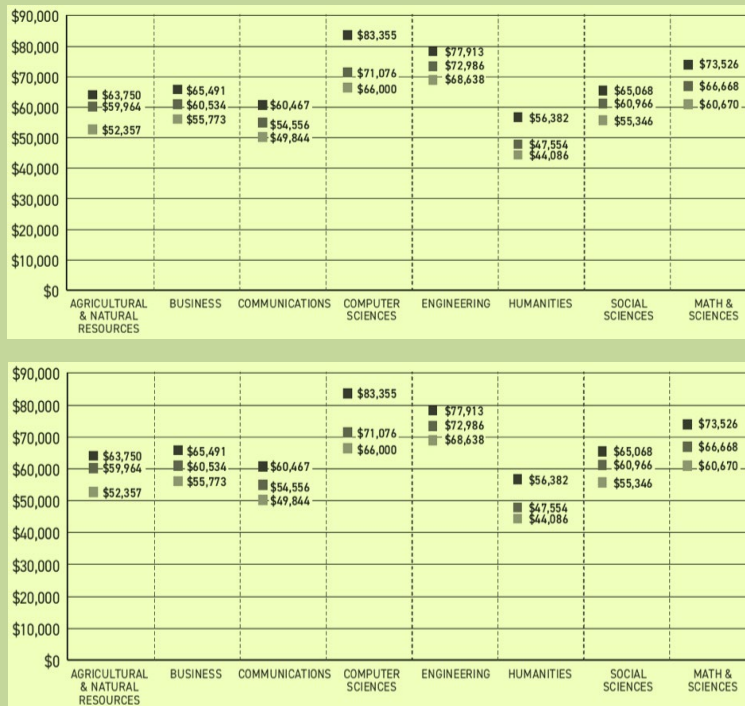 $90,000
$80,000
$70,000
$60,000
$50,000
$40,000
$30,000
$20,000
$10,000
$0
$63,750
$59,964
$52,357
$65,491
$60,534
$55,773
$60,467
$54,556
$49,844
$83,355
$71,076
$66,000
$77,913
$72,986
$68,638
$56,382
$47,554
$44,086
$65,068
$60,966
$55,346
$73,526
$66,668
$60,670
AGRICULTURAL
& NATURAL
RESOURCES
BUSINESS
COMMUNICATIONS
COMPUTER
SCIENCES
ENGINEERING
HUMANITIES
SOCIAL
SCIENCES
MATH &
SCIENCES
$90,000
$80,000
$70,000
$60,000
$50,000
$40,000
$30,000
$20,000
$10,000
$0
$63,750
$59,964
$52,357
$65,491
$60,534
$55,773
$60,467
$54,556
$49,844
$83,355
$71,076
$66,000
$77,913
$72,986
$68,638
$56,382
$47,554
$44,086
$65,068
$60,966
$55,346
$73,526
$66,668
$60,670
AGRICULTURAL
& NATURAL
RESOURCES
BUSINESS
COMMUNICATIONS
COMPUTER
SCIENCES
ENGINEERING
HUMANITIES
SOCIAL
SCIENCES
MATH &
SCIENCES